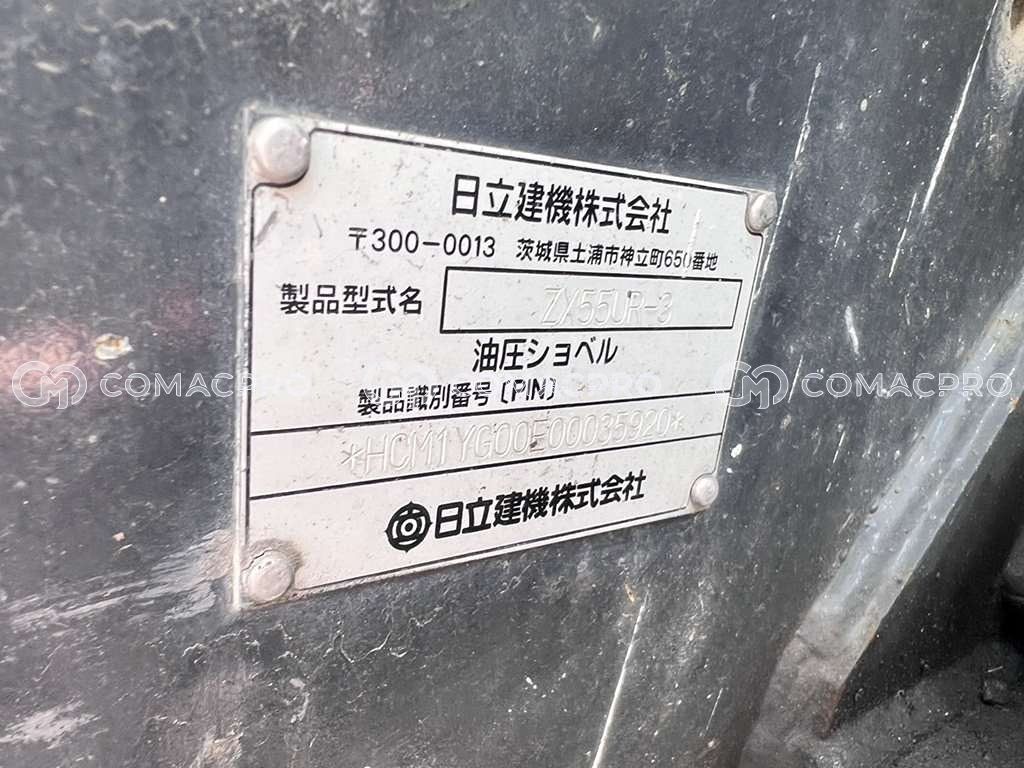 日立建機株式会社
〒300-0013 茨城県土浦市神立町650番地
製品型式名 ZX55UR-3
油圧ショベル
製品識別番号 (PIN)
COMACPRO COMACPRO COMACPRO
*HCM1YG00E00035920*
日立建機株式会社